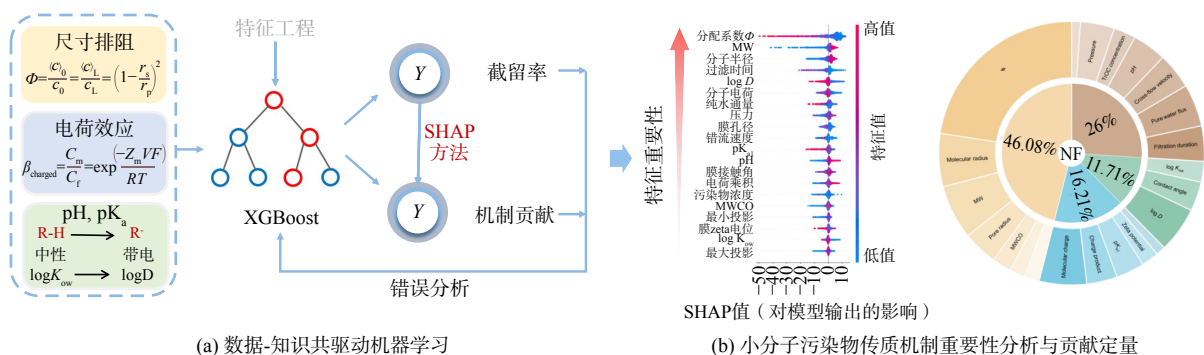 尺寸排阻
Φ=⟨c⟩₀/c₀=⟨c⟩L/cL=(1-rs/rp)²
电荷效应
βcharged=Cm/Cf=exp(-ZmVF)/RT
pH, pKa
R-H → R-
中性 带电
logKow → logD
特征工程
XGBoost
Y
SHAP
方法
Y
截留率
机制贡献
错误分析
(a) 数据-知识共驱动机器学习
特征重要性
分配系数Φ
MW
分子半径
过滤时间
log D
分子电荷
纯水通量
压力
膜孔径
错流速度
pK
pH
膜接触角
电荷乘积
污染物浓度
MWCO
最小投影
膜zeta电位
log Kow
最大投影
-50 -40 -30 -20 -10 0 10
SHAP值（对模型输出的影响）
高值
特征值
低值
NF
46.08%
26%
11.71%
16.21%
Pressure
TrOC concentration
pH
Cross-flow velocity
Pure water flux
Filtration duration
log Kow
Contact angle
log D
Zeta potential
pKa
Charge product
Molecular charge
MWCO
Pore radius
MW
Molecular radius
(b) 小分子污染物传质机制重要性分析与贡献定量